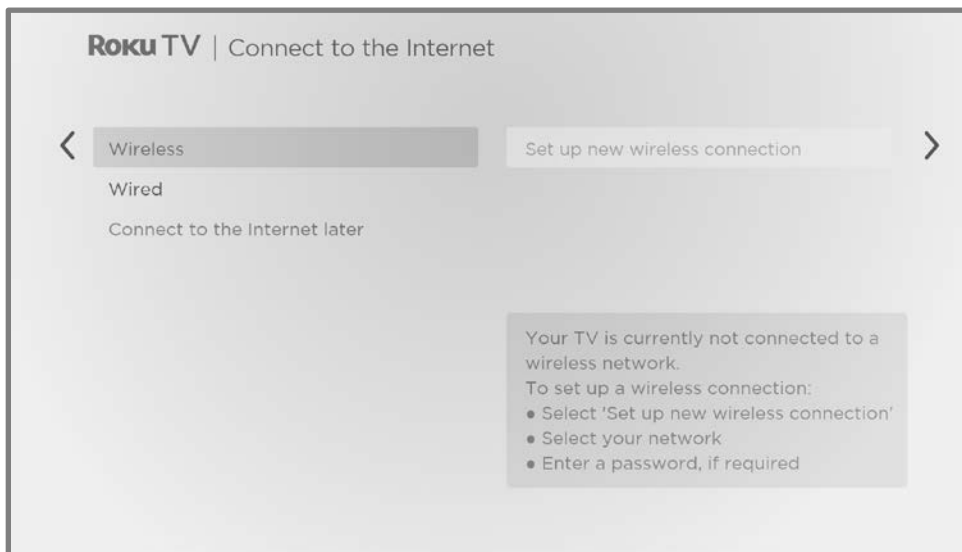 Roku TV | Connect to the Internet
Wireless
Set up new wireless connection
Wired
Connect to the Internet later
Your TV is currently not connected to a
wireless network.
To set up a wireless connection:
● Select 'Set up new wireless connection'
● Select your network
● Enter a password, if required